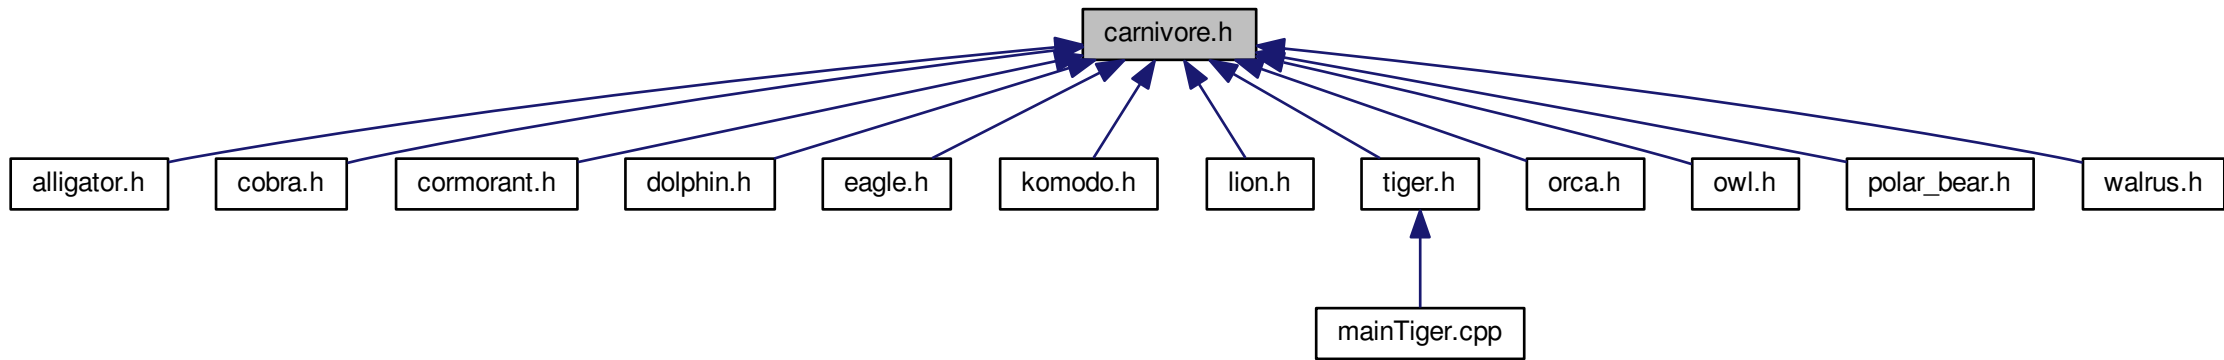 carnivore.h
alligator.h
cobra.h
cormorant.h
dolphin.h
eagle.h
komodo.h
lion.h
tiger.h
orca.h
owl.h
polar_bear.h
walrus.h
mainTiger.cpp